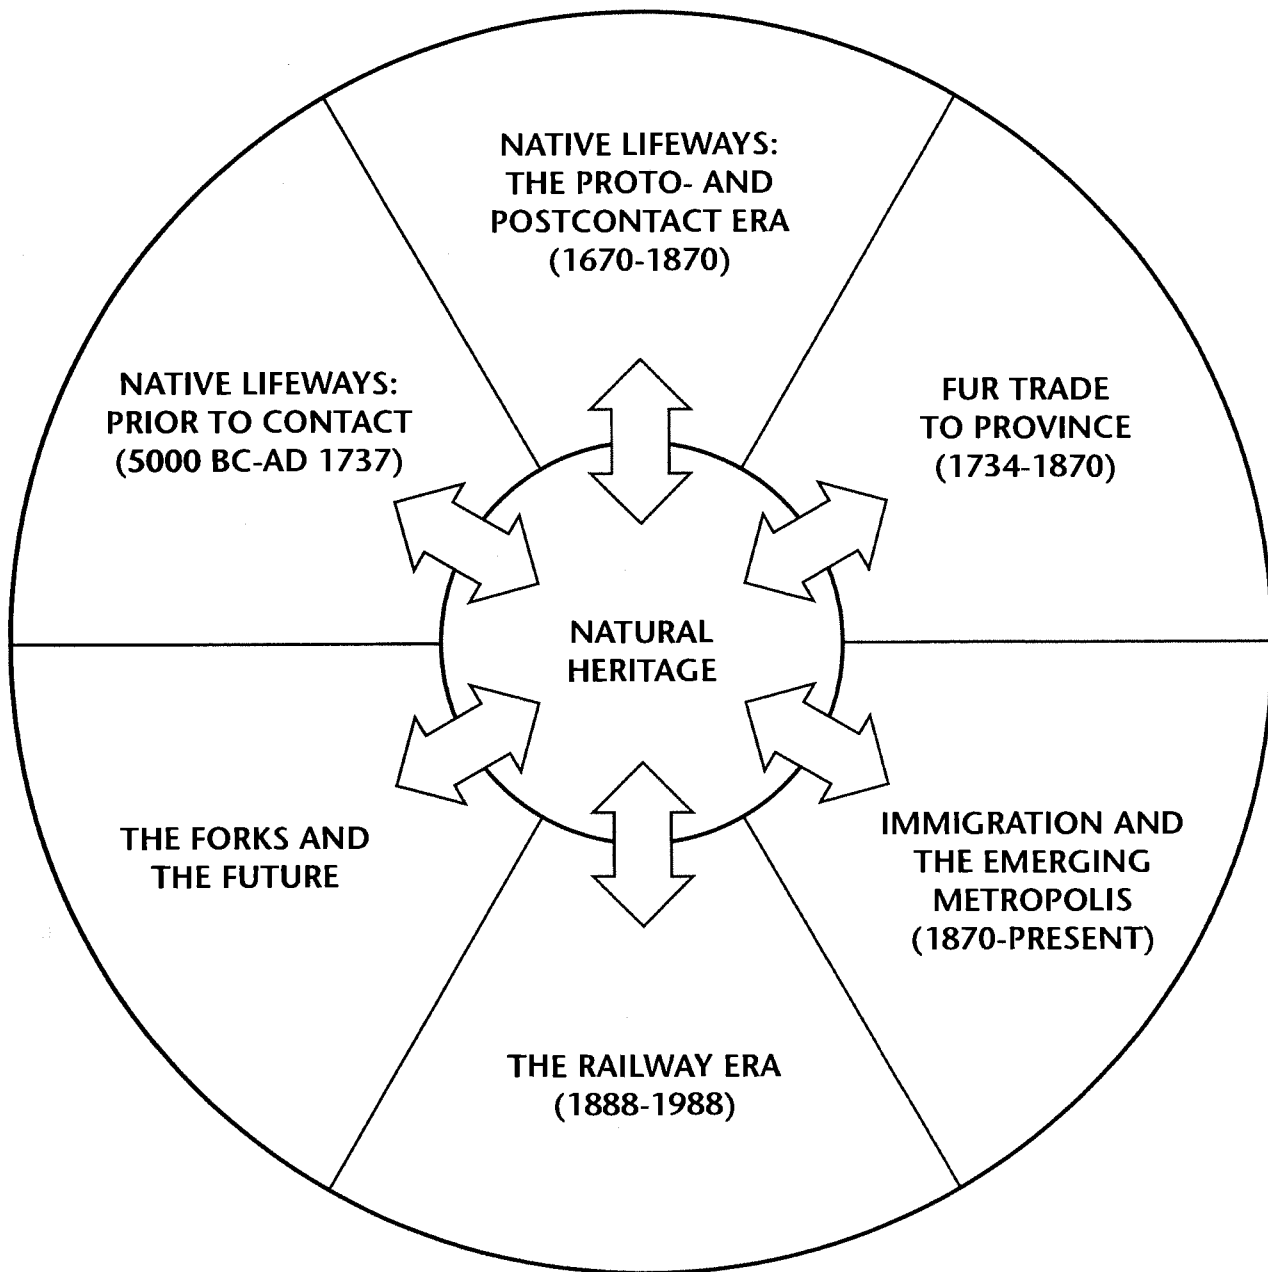 NATIVE LIFEWAYS:
THE PROTO- AND
POSTCONTACT ERA
(1670-1870)
NATIVE LIFEWAYS:
PRIOR TO CONTACT
(5000 BC-AD 1737)
FUR TRADE
TO PROVINCE
(1734-1870)
NATURAL
HERITAGE
THE FORKS AND
THE FUTURE
IMMIGRATION AND
THE EMERGING
METROPOLIS
(1870-PRESENT)
THE RAILWAY ERA
(1888-1988)